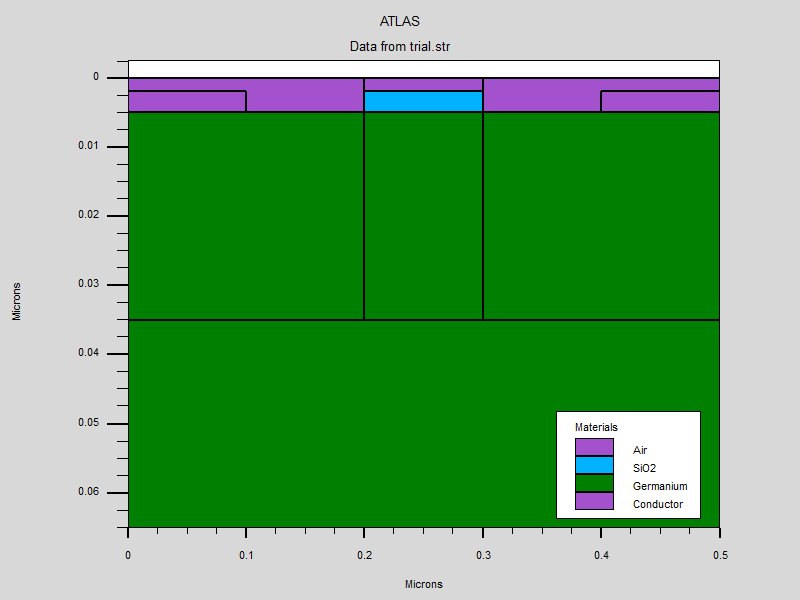 ATLAS
Data from trial.str
0
0.01
0.02
0.03
0.04
0.05
0.06
Microns
Materials
Air
SiO2
Germanium
Conductor
0 0.1 0.2 0.3 0.4 0.5
Microns